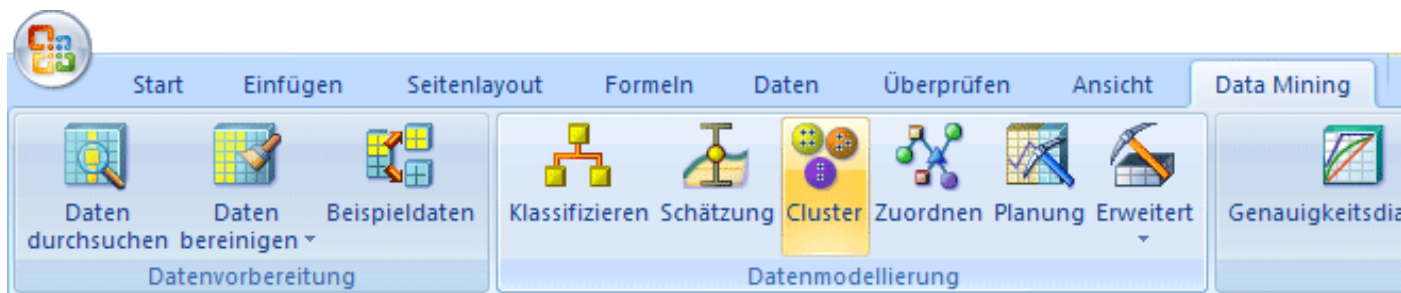 Start Einfügen Seitenlayout Formeln Daten Überprüfen Ansicht Data Mining
Daten durchsuchen
Daten bereinigen
Beispieldaten
Klassifizieren
Schätzung
Cluster
Zuordnen
Planung
Erweitert
Genauigkeitsdia
Datenvorbereitung
Datenmodellierung